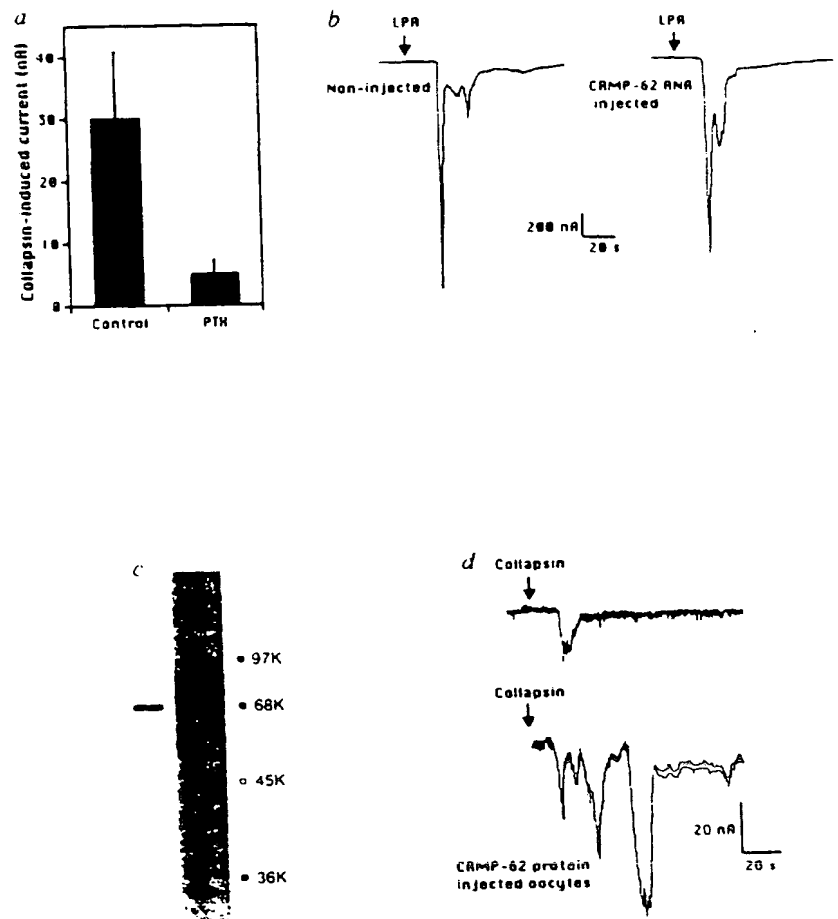 a
Collapsin-induced current (nA)
40
30
20
10
0
Control
PTX
b
LPA
Non-injected
LPA
CRMP-62 RNA
injected
200 nA
20 s
c
97K
68K
45K
36K
d
Collapsin
Collapsin
CRMP-62 protein
injected oocytes
20 nA
20 s